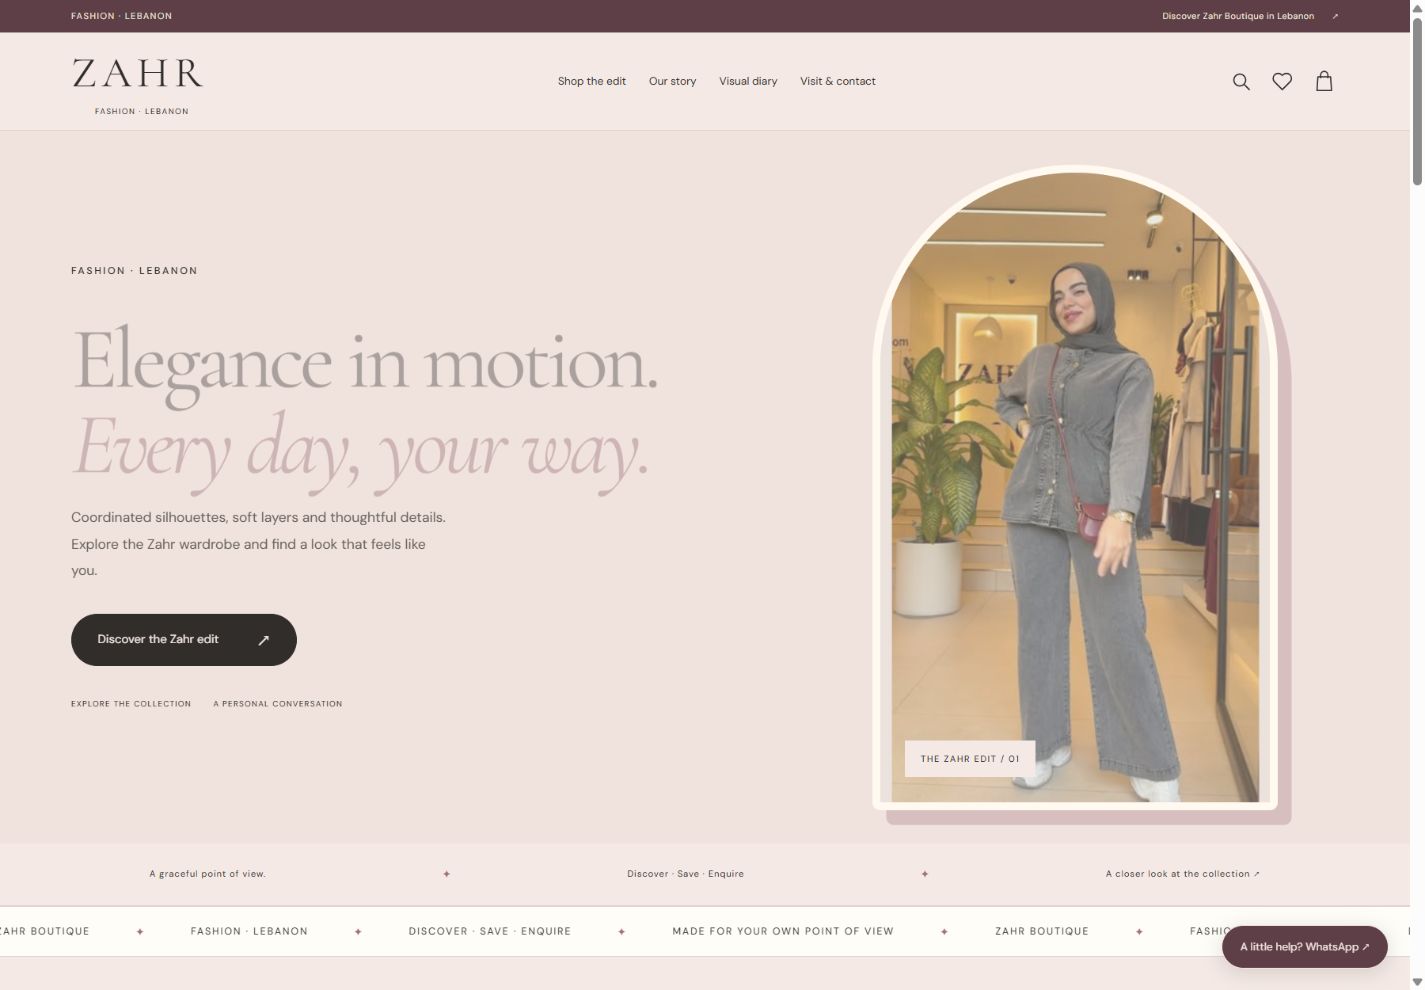 FASHION · LEBANON
Discover Zahr Boutique in Lebanon ↗
ZAHR
FASHION · LEBANON
Shop the edit
Our story
Visual diary
Visit & contact
FASHION · LEBANON
Elegance in motion.
Every day, your way.
Coordinated silhouettes, soft layers and thoughtful details.
Explore the Zahr wardrobe and find a look that feels like
you.
Discover the Zahr edit ↗
EXPLORE THE COLLECTION
A PERSONAL CONVERSATION
om
ZAH
THE ZAHR EDIT / 01
A graceful point of view.
Discover · Save · Enquire
A closer look at the collection ↗
ZAHR BOUTIQUE ✦ FASHION · LEBANON ✦ DISCOVER · SAVE · ENQUIRE ✦ MADE FOR YOUR OWN POINT OF VIEW ✦ ZAHR BOUTIQUE ✦ FASHIO
A little help? WhatsApp ↗